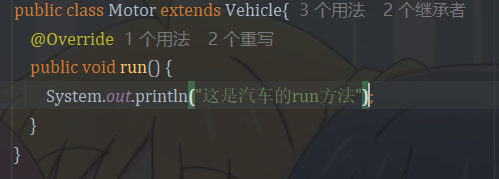 public class Motor extends Vehicle{ 3 个用法 2 个继承者
@Override 1 个用法 2 个重写
public void run() {
System.out.println("这是汽车的run方法");
}
}